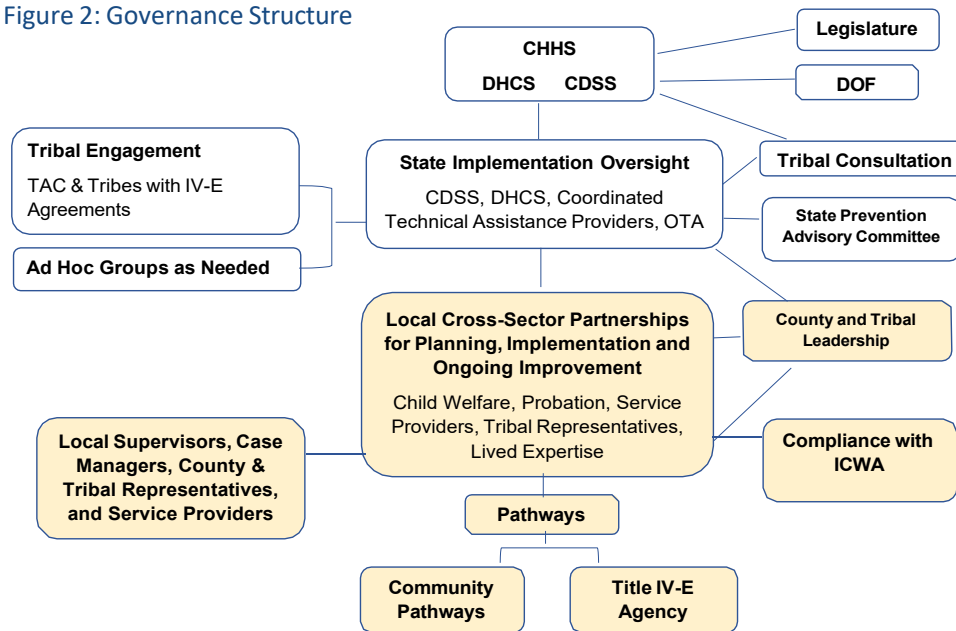 Figure 2: Governance Structure
CHHS
DHCS CDSS
Legislature
DOF
Tribal Engagement
TAC & Tribes with IV-E
Agreements
Ad Hoc Groups as Needed
State Implementation Oversight
CDSS, DHCS, Coordinated
Technical Assistance Providers, OTA
Tribal Consultation
State Prevention
Advisory Committee
Local Cross-Sector Partnerships
for Planning, Implementation and
Ongoing Improvement
Child Welfare, Probation, Service
Providers, Tribal Representatives,
Lived Expertise
County and Tribal
Leadership
Local Supervisors, Case
Managers, County &
Tribal Representatives,
and Service Providers
Compliance with
ICWA
Pathways
Community
Pathways
Title IV-E
Agency